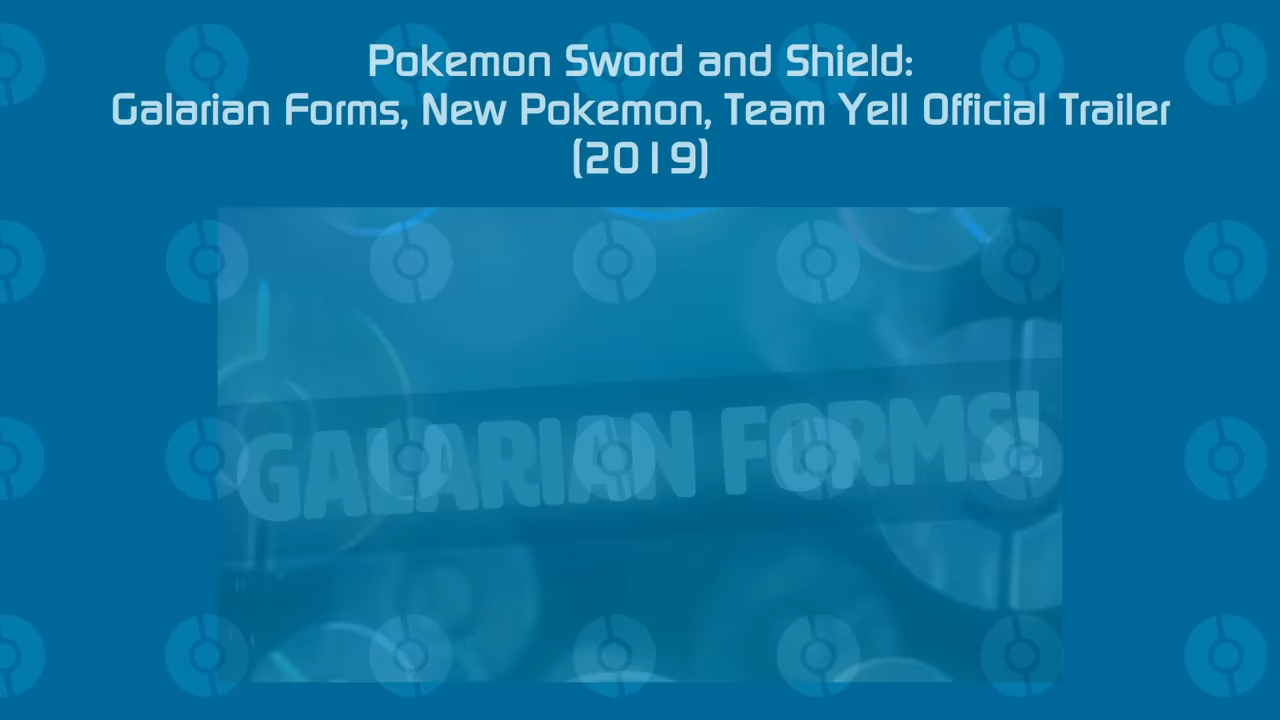 Pokemon Sword and Shield:
Galarian Forms, New Pokemon, Team Yell Official Trailer
(2019)
GALARIAN FORMS!